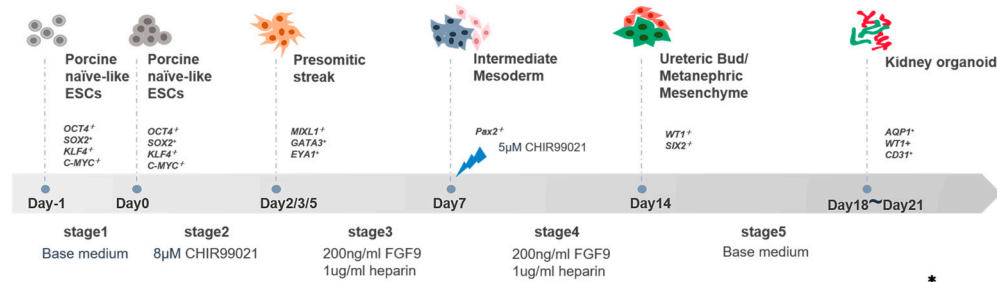 Porcine
naïve-like
ESCs
Porcine
naïve-like
ESCs
Presomitic
streak
Intermediate
Mesoderm
Ureteric Bud/
Metanephric
Mesenchyme
Kidney organoid
OCT4+
SOX2+
KLF4+
C-MYC+
OCT4+
SOX2+
KLF4+
C-MYC+
MIXL1+
GATA3+
EYA1+
Pax2+
5μM CHIR99021
WT1+
SIX2+
AQP1+
WT1+
CD31+
Day-1
Day0
Day2/3/5
Day7
Day14
Day18~Day21
stage1
Base medium
stage2
8μM CHIR99021
stage3
200ng/ml FGF9
1ug/ml heparin
stage4
200ng/ml FGF9
1ug/ml heparin
stage5
Base medium
*